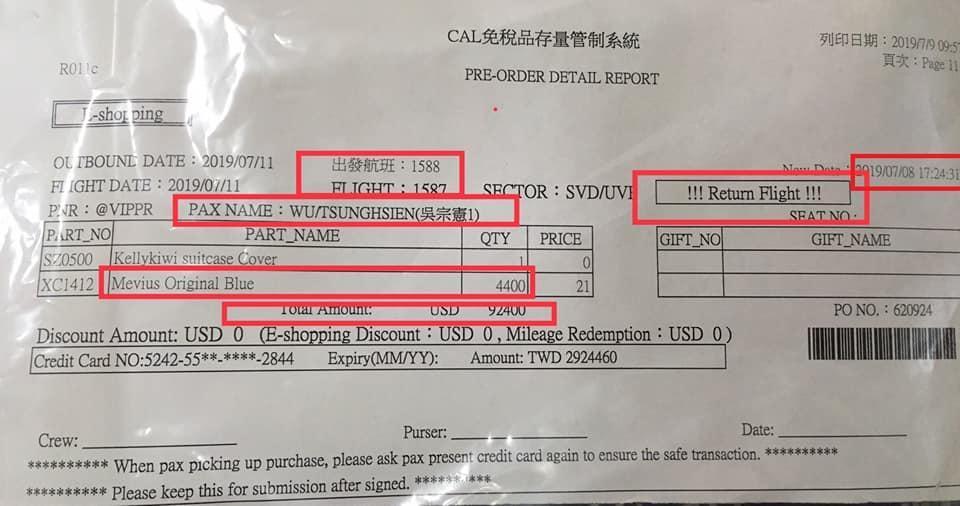 CAL免稅品存量管制系統
列印日期：2019/7/9 09:57
R011c
PRE-ORDER DETAIL REPORT
頁次：Page 11
E-shopping
OUTBOUND DATE：2019/07/11 出發航班：1588 New Date：2019/07/08 17:24:31
FLIGHT DATE：2019/07/11 FLIGHT：1587 SECTOR：SVD/UVF !!! Return Flight !!!
PNR：@VIPPR PAX NAME：WU/TSUNGHSIEN(吳宗憲1) SEAT NO：
PART_NO PART_NAME QTY PRICE GIFT_NO GIFT_NAME
SZ0500 Kellykiwi suitcase Cover 1 0
XC1412 Mevius Original Blue 4400 21
Total Amount: USD 92400 PO NO.：620924
Discount Amount: USD 0 (E-shopping Discount：USD 0 , Mileage Redemption：USD 0 )
Credit Card NO:5242-55**-****-2844 Expiry(MM/YY): Amount: TWD 2924460
Crew: Purser: Date:
********** When pax picking up purchase, please ask pax present credit card again to ensure the safe transaction. **********
********** Please keep this for submission after signed. **********